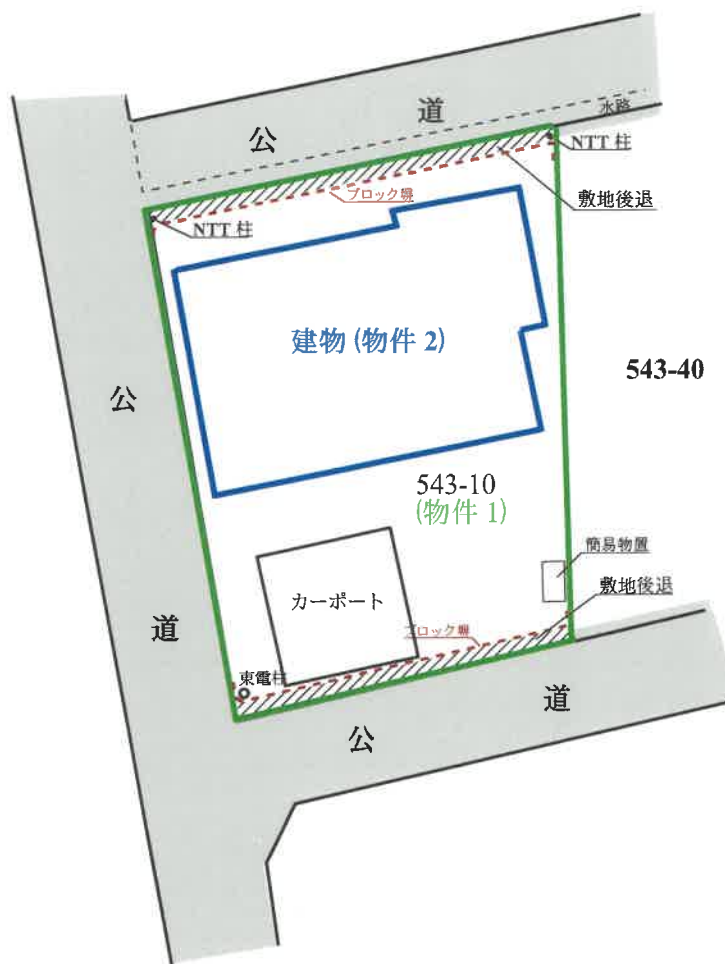 道
水路
公
NTT 柱
ブロック塀
敷地後退
NTT 柱
建物 (物件 2)
543-40
公
543-10
(物件 1)
簡易物置
敷地後退
カーポート
道
ブロック塀
東電柱
道
公